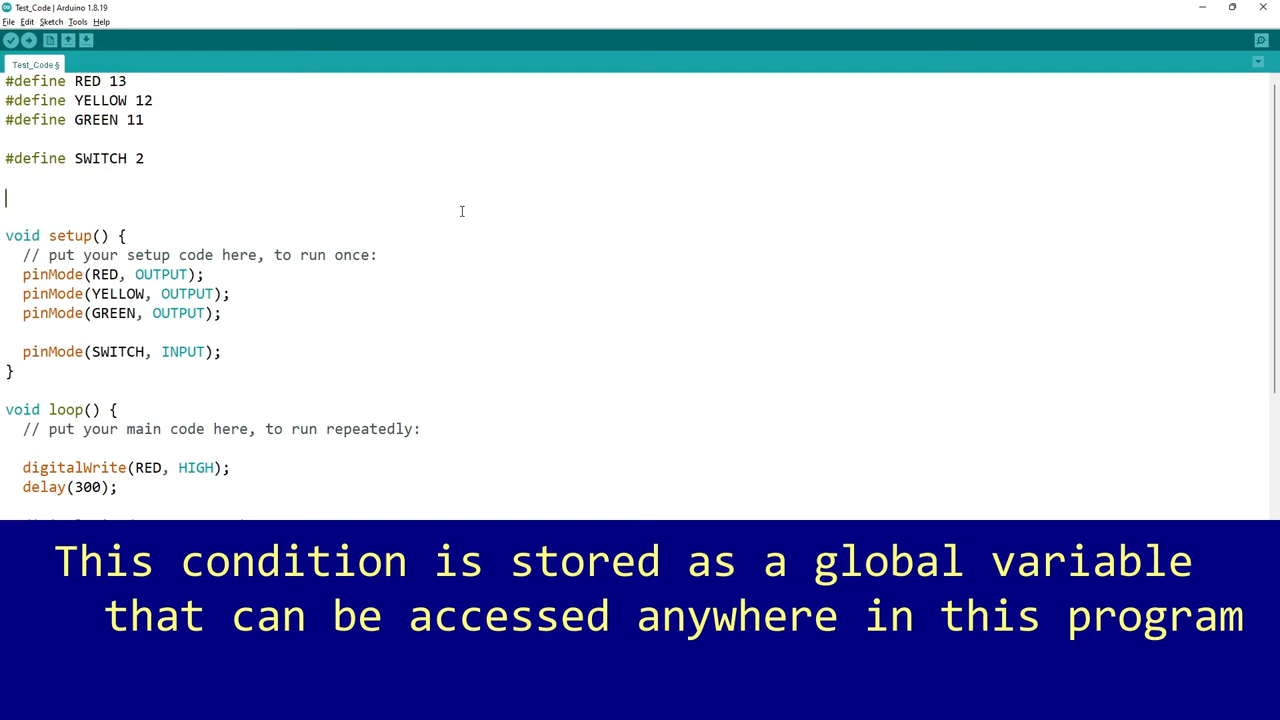 Test_Code | Arduino 1.8.19
File Edit Sketch Tools Help
Test_Code §
#define RED 13
#define YELLOW 12
#define GREEN 11
#define SWITCH 2
void setup() {
// put your setup code here, to run once:
pinMode(RED, OUTPUT);
pinMode(YELLOW, OUTPUT);
pinMode(GREEN, OUTPUT);
pinMode(SWITCH, INPUT);
}
void loop() {
// put your main code here, to run repeatedly:
digitalWrite(RED, HIGH);
delay(300);
This condition is stored as a global variable
that can be accessed anywhere in this program